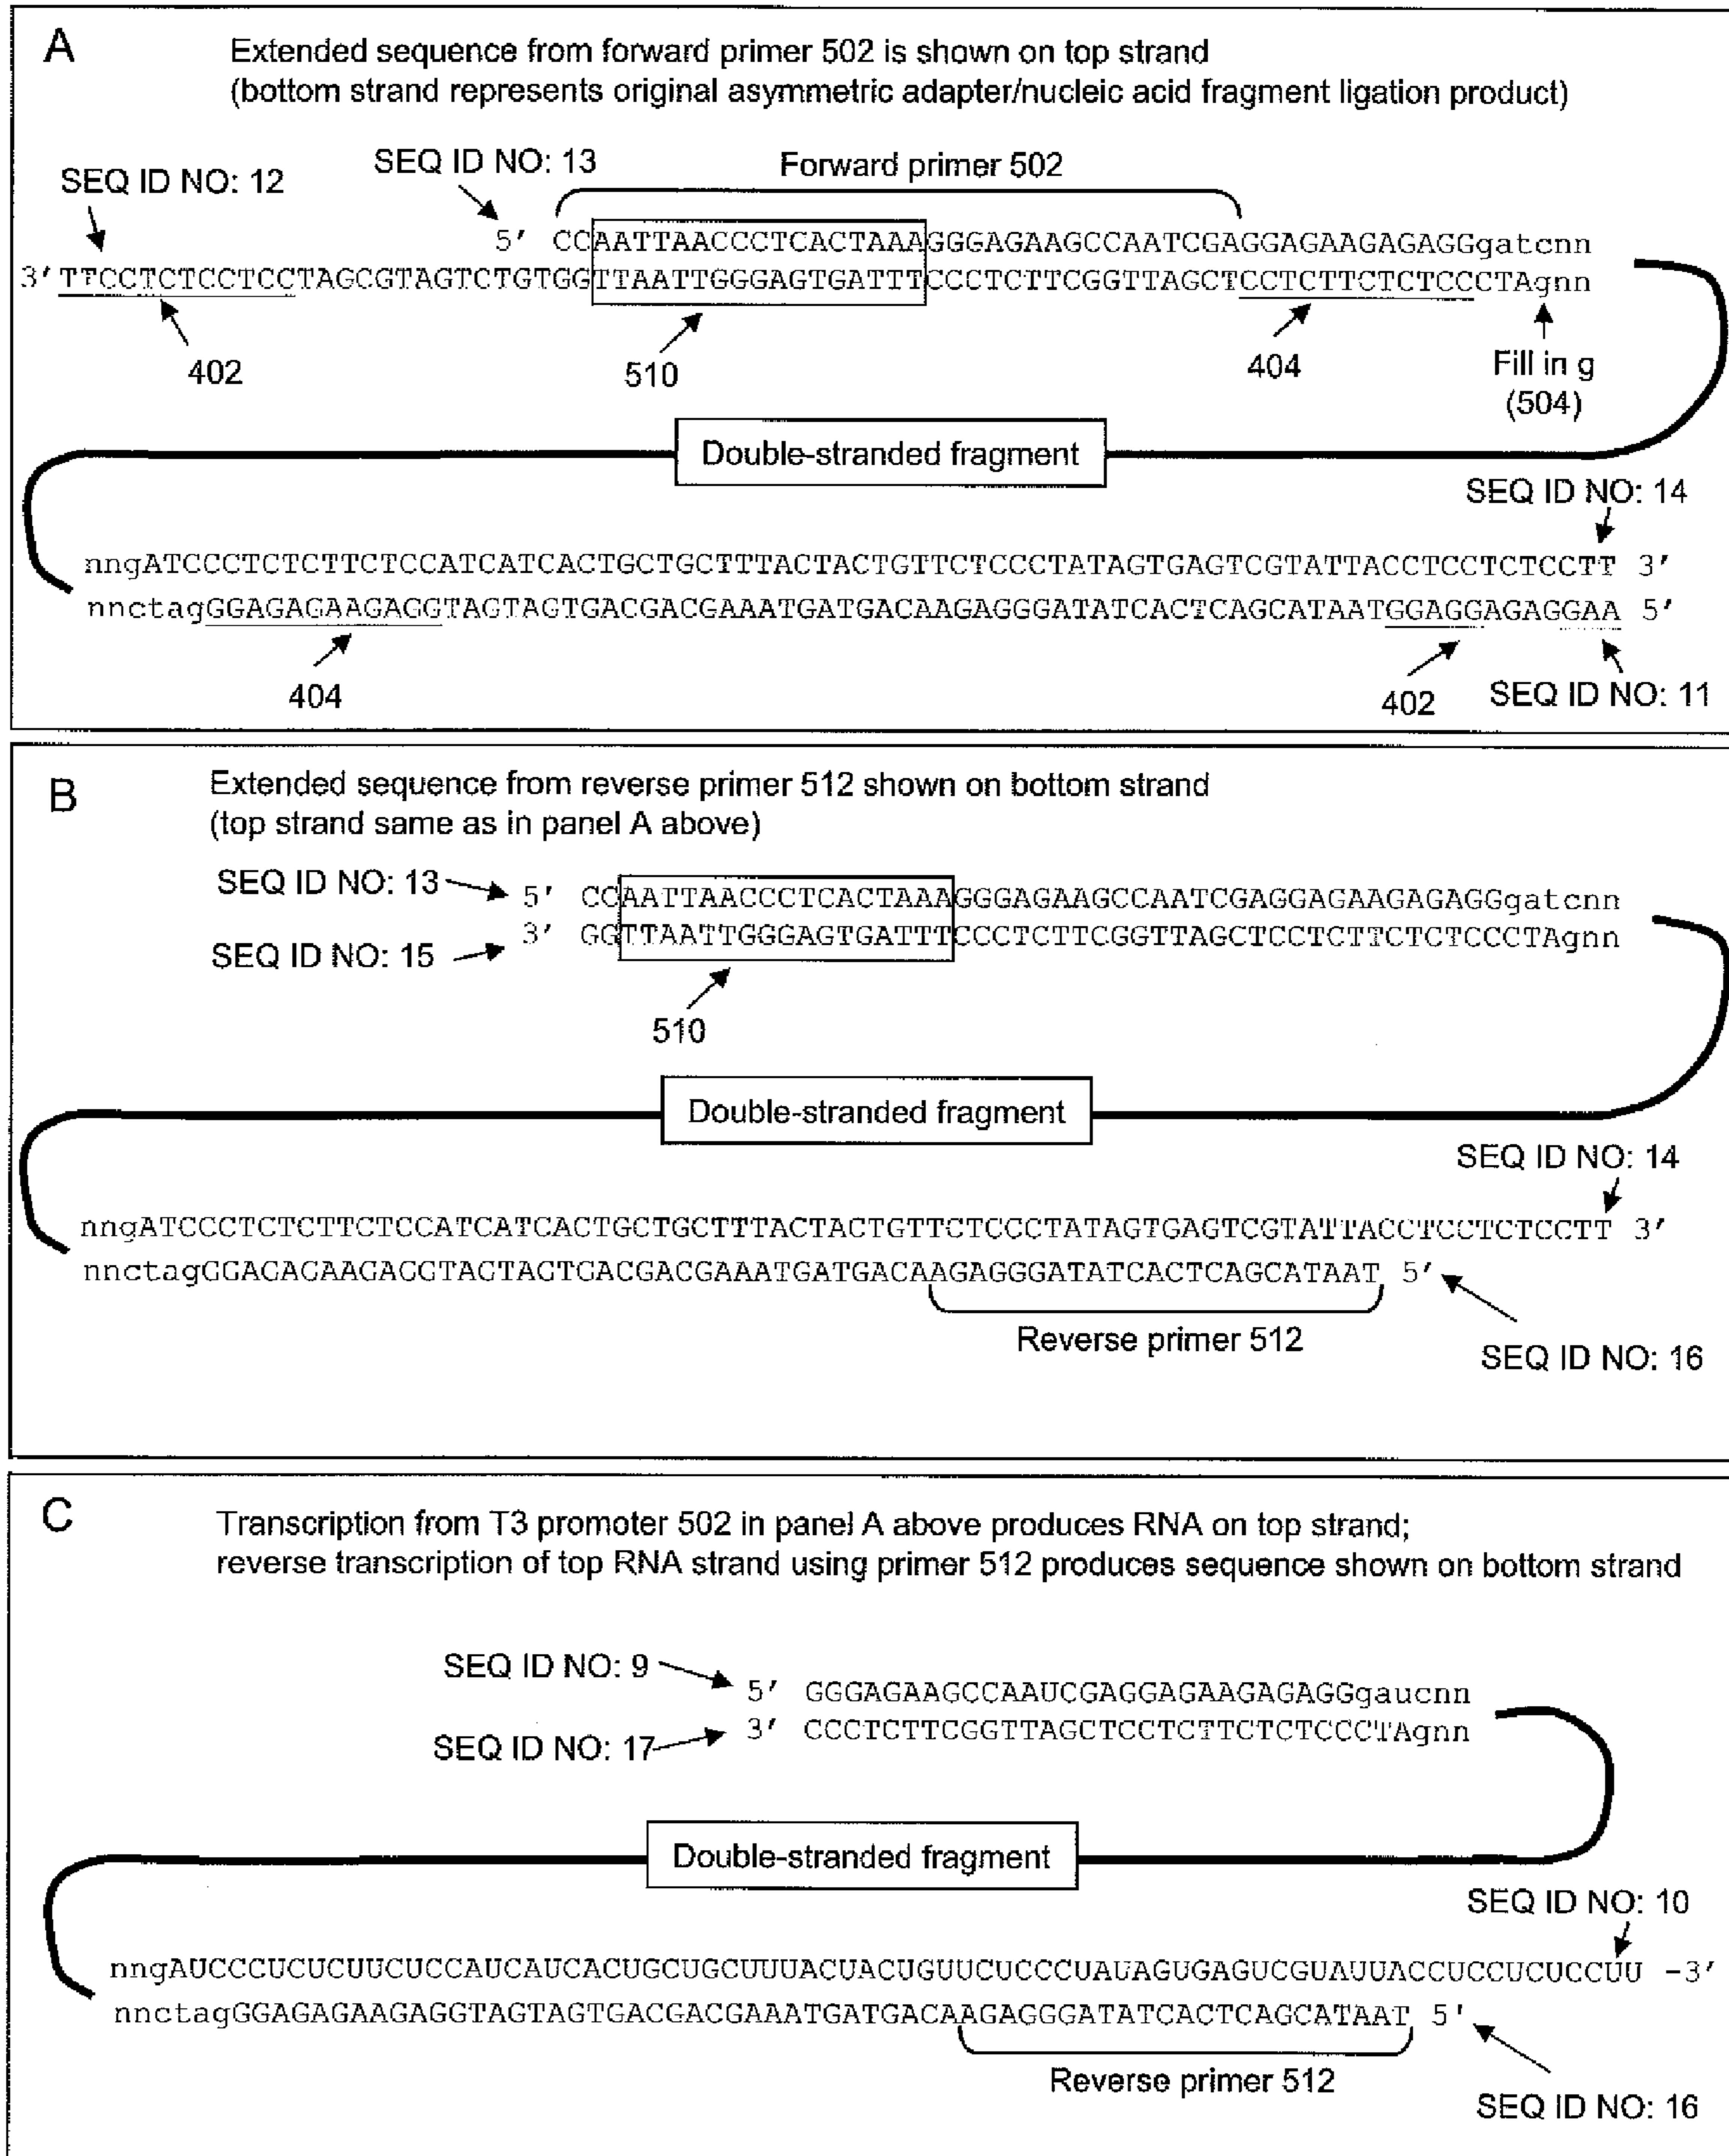 A
Extended sequence from forward primer 502 is shown on top strand
(bottom strand represents original asymmetric adapter/nucleic acid fragment ligation product)
SEQ ID NO: 12
SEQ ID NO: 13
Forward primer 502
5′ CCAATTAACCCTCACTAAAGGGAGAAGCCAATCGAGGAGAAGAGAGGgatcnn
3′TTCCTCTCCTCCTAGCGTAGTCTGTGGTTAATTGGGAGTGATTTCCCTCTTCGGTTAGCTCCTCTTCTCTCCCTAgnn
402
510
404
Fill in g
(504)
Double-stranded fragment
SEQ ID NO: 14
nngATCCCTCTCTTCTCCATCATCACTGCTGCTTTACTACTGTTCTCCCTATAGTGAGTCGTATTACCTCCTCTCCTT 3′
nnctagGGAGAGAAGAGGTAGTAGTGACGACGAAATGATGACAAGAGGGATATCACTCAGCATAATGGAGGAGAGGAA 5′
404
402
SEQ ID NO: 11
B
Extended sequence from reverse primer 512 shown on bottom strand
(top strand same as in panel A above)
SEQ ID NO: 13
5′ CCAATTAACCCTCACTAAAGGGAGAAGCCAATCGAGGAGAAGAGAGGgatcnn
3′ GGTTAATTGGGAGTGATTTCCCTCTTCGGTTAGCTCCTCTTCTCTCCCTAgnn
SEQ ID NO: 15
510
Double-stranded fragment
SEQ ID NO: 14
nngATCCCTCTCTTCTCCATCATCACTGCTGCTTTACTACTGTTCTCCCTATAGTGAGTCGTATTACCTCCTCTCCTT 3′
nnctagGGAGAGAAGAGGTAGTAGTGACGACGAAATGATGACAAGAGGGATATCACTCAGCATAAT 5′
Reverse primer 512
SEQ ID NO: 16
C
Transcription from T3 promoter 502 in panel A above produces RNA on top strand;
reverse transcription of top RNA strand using primer 512 produces sequence shown on bottom strand
SEQ ID NO: 9
5′ GGGAGAAGCCAAUCGAGGAGAAGAGAGGgaucnn
3′ CCCTCTTCGGTTAGCTCCTCTTCTCTCCCTAgnn
SEQ ID NO: 17
Double-stranded fragment
SEQ ID NO: 10
nngAUCCCUCUCUUCUCCAUCAUCACUGCUGCUUUACUACUGUUCUCCCUAUAGUGAGUCGUAUUACCUCCUCUCCUU -3′
nnctagGGAGAGAAGAGGTAGTAGTGACGACGAAATGATGACAAGAGGGATATCACTCAGCATAAT 5′
Reverse primer 512
SEQ ID NO: 16